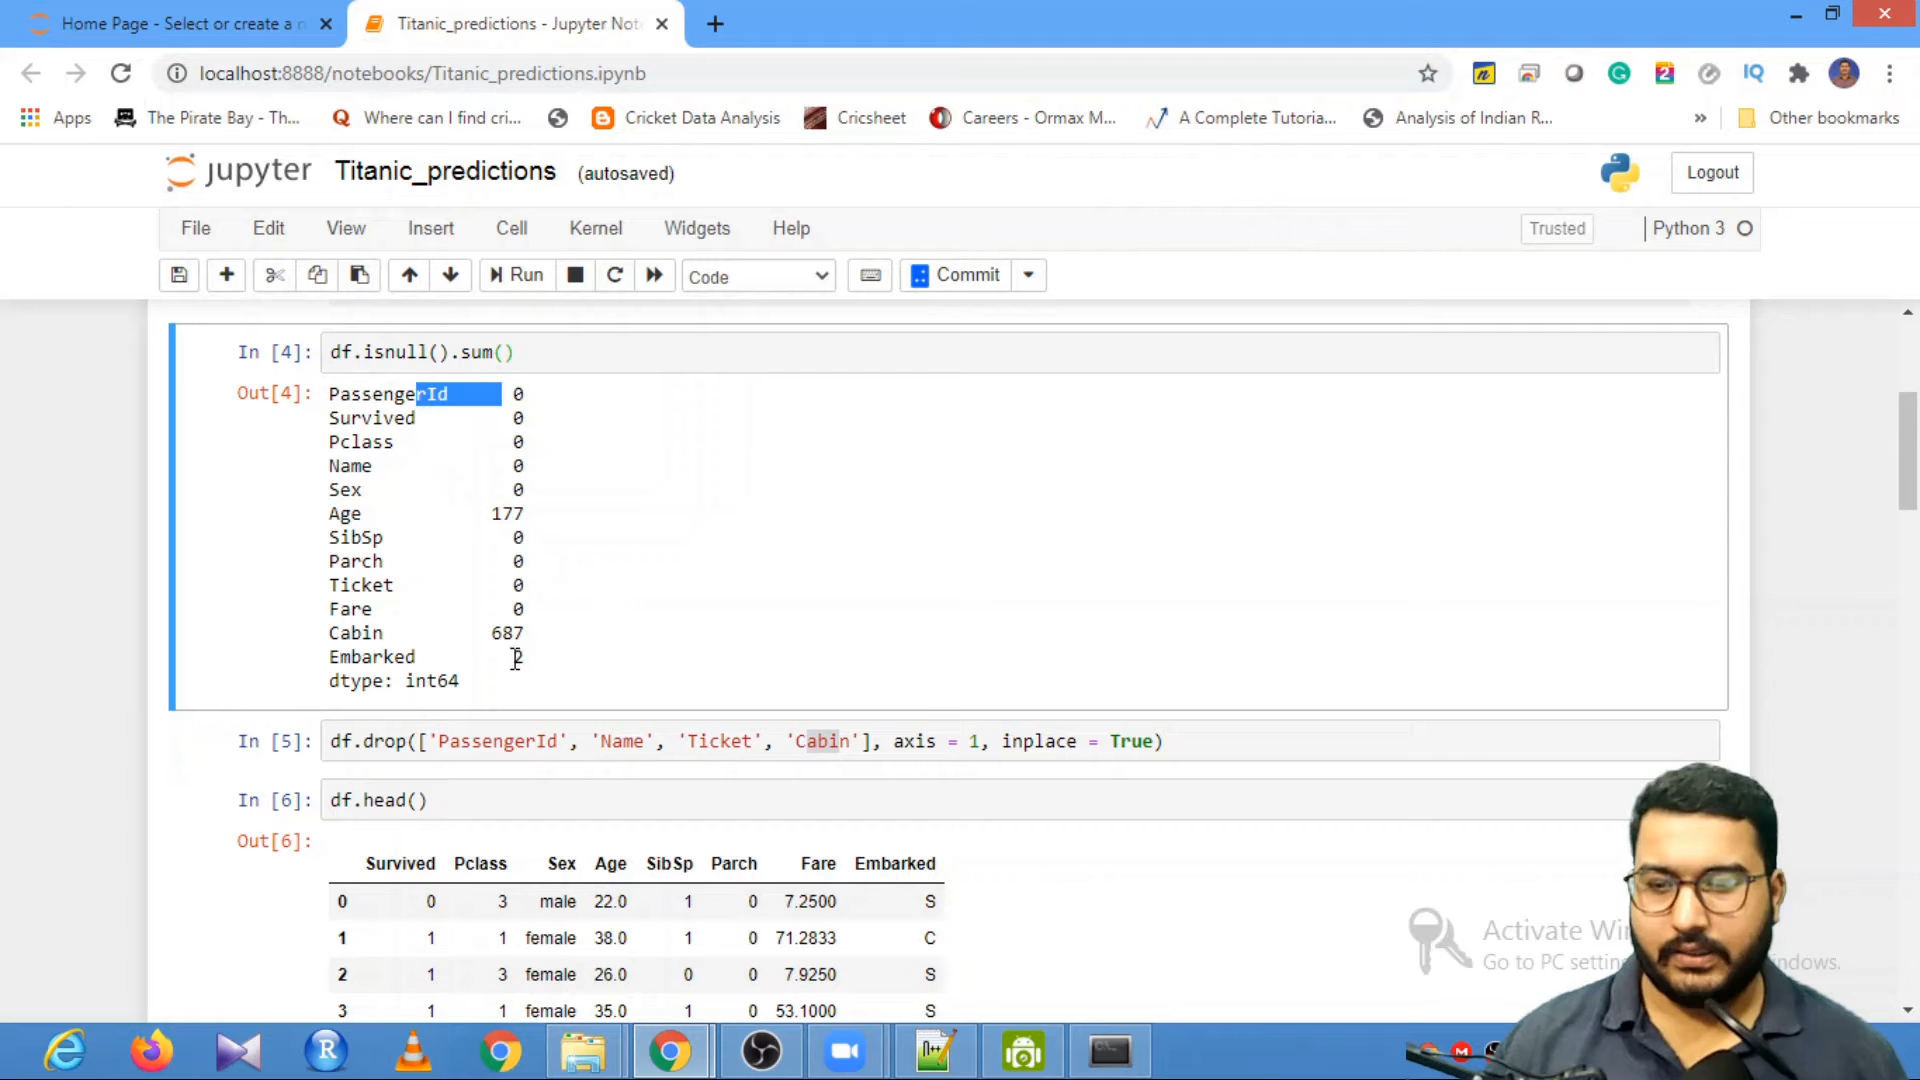 Home Page - Select or create a n
Titanic_predictions - Jupyter Not
localhost:8888/notebooks/Titanic_predictions.ipynb
Apps
The Pirate Bay - Th...
Where can I find cri...
Cricket Data Analysis
Cricsheet
Careers - Ormax M...
A Complete Tutoria...
Analysis of Indian R...
»
Other bookmarks
jupyter Titanic_predictions (autosaved)
Logout
File Edit View Insert Cell Kernel Widgets Help
Trusted
Python 3
Run
Code
Commit
In [4]: df.isnull().sum()
Out[4]: PassengerId 0
Survived 0
Pclass 0
Name 0
Sex 0
Age 177
SibSp 0
Parch 0
Ticket 0
Fare 0
Cabin 687
Embarked 2
dtype: int64
In [5]: df.drop(['PassengerId', 'Name', 'Ticket', 'Cabin'], axis = 1, inplace = True)
In [6]: df.head()
Out[6]:
Survived Pclass Sex Age SibSp Parch Fare Embarked
0 0 3 male 22.0 1 0 7.2500 S
1 1 1 female 38.0 1 0 71.2833 C
2 1 3 female 26.0 0 0 7.9250 S
3 1 1 female 35.0 1 0 53.1000 S
Activate Wi
Go to PC settin
ndows.